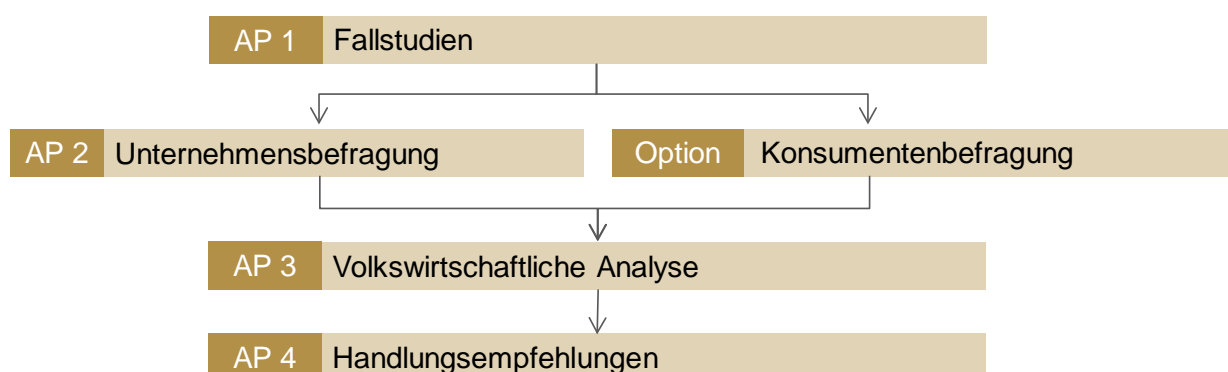 AP 1 Fallstudien
AP 2 Unternehmensbefragung
Option Konsumentenbefragung
AP 3 Volkswirtschaftliche Analyse
AP 4 Handlungsempfehlungen